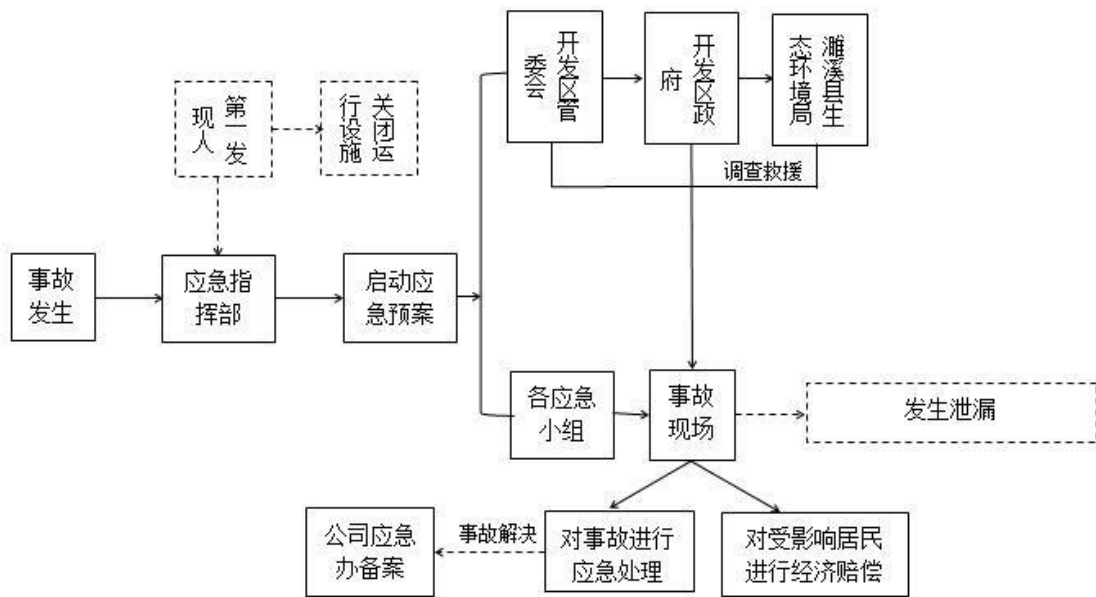 开发区管
委会
开发区政
府
濉溪县生
态环境局
第一发
现人
关闭运
行设施
调查救援
事故
发生
应急指
挥部
启动应
急预案
各应急
小组
事故
现场
发生泄漏
公司应急
办备案
事故解决
对事故进行
应急处理
对受影响居民
进行经济赔偿